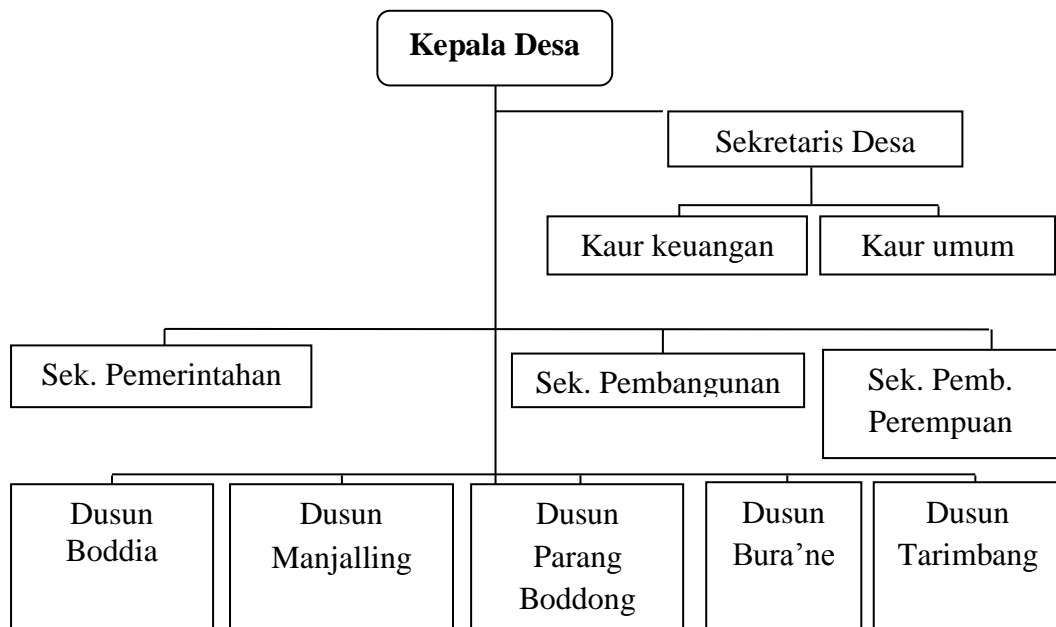 Kepala Desa
Sekretaris Desa
Kaur keuangan
Kaur umum
Sek. Pemerintahan
Sek. Pembangunan
Sek. Pemb.
Perempuan
Dusun
Boddia
Dusun
Manjalling
Dusun
Parang
Boddong
Dusun
Bura’ne
Dusun
Tarimbang